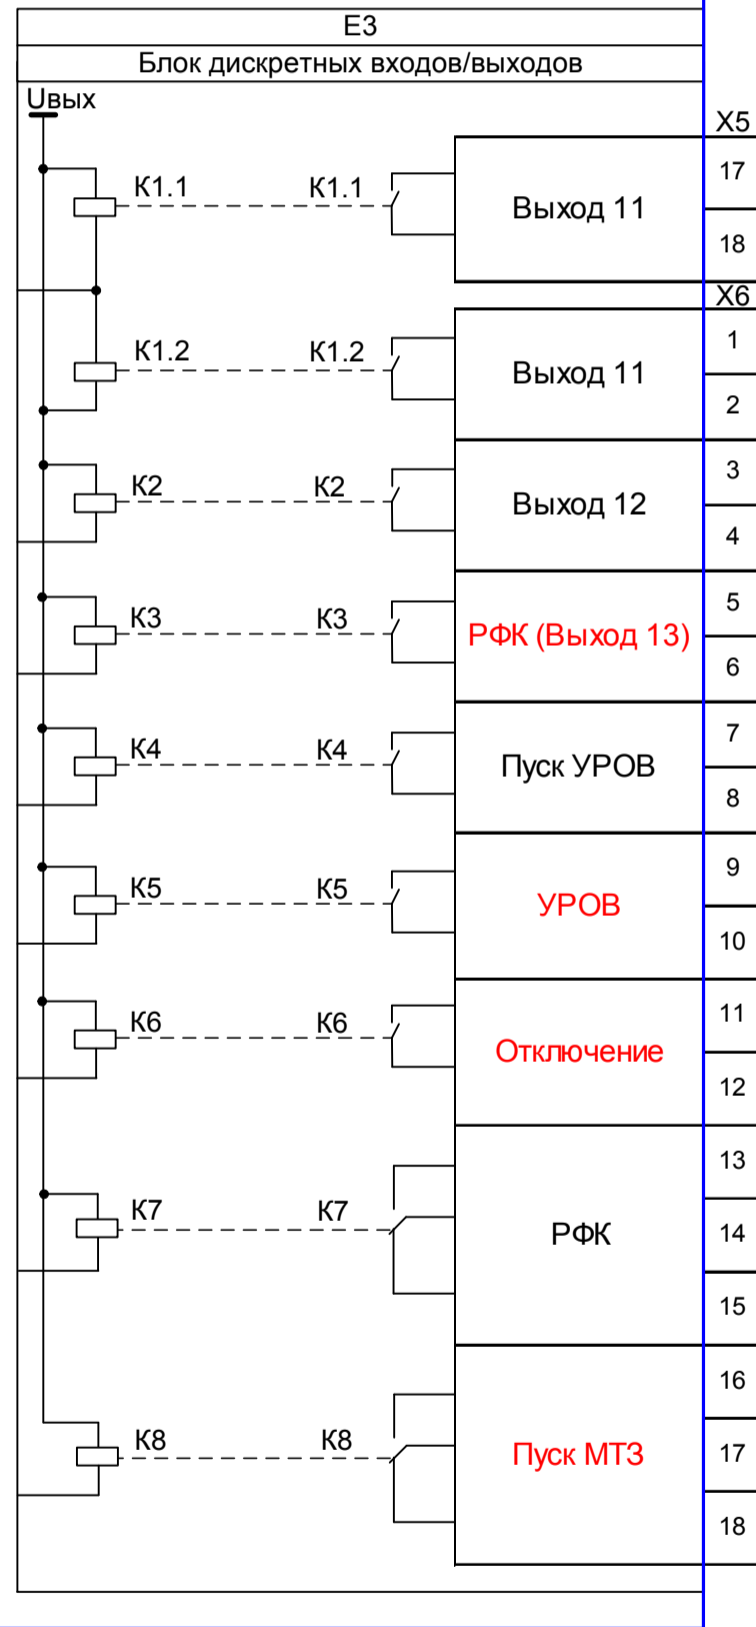 E3
Блок дискретных входов/выходов
Uвых
X5
K1.1 K1.1 Выход 11 17
18
X6
K1.2 K1.2 Выход 11 1
2
K2 K2 Выход 12 3
4
K3 K3 РФК (Выход 13) 5
6
K4 K4 Пуск УРОВ 7
8
K5 K5 УРОВ 9
10
K6 K6 Отключение 11
12
K7 K7 РФК 13
14
15
K8 K8 Пуск МТЗ 16
17
18